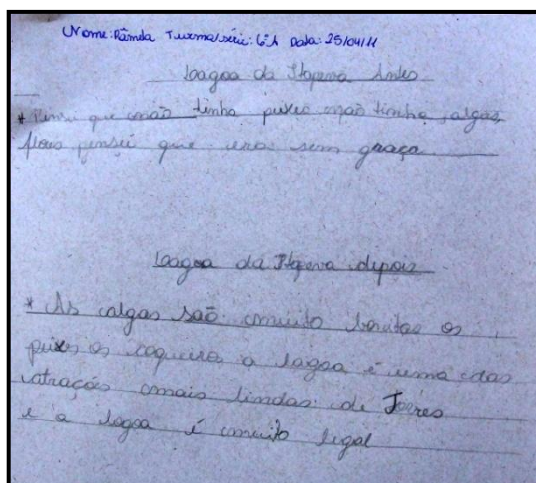 Nome: Pâmela Turma/série: 6ºA Data: 25/04/11
Lagoa da Itapeva Antes
* Pensei que não tinha peixes não tinha algas
flores pensei que era sem graça
Lagoa da Itapeva depois
* As algas são muito bonitas os
peixes os coqueiros a lagoa é uma das
atrações mais lindas de Torres
e a lagoa é muito legal